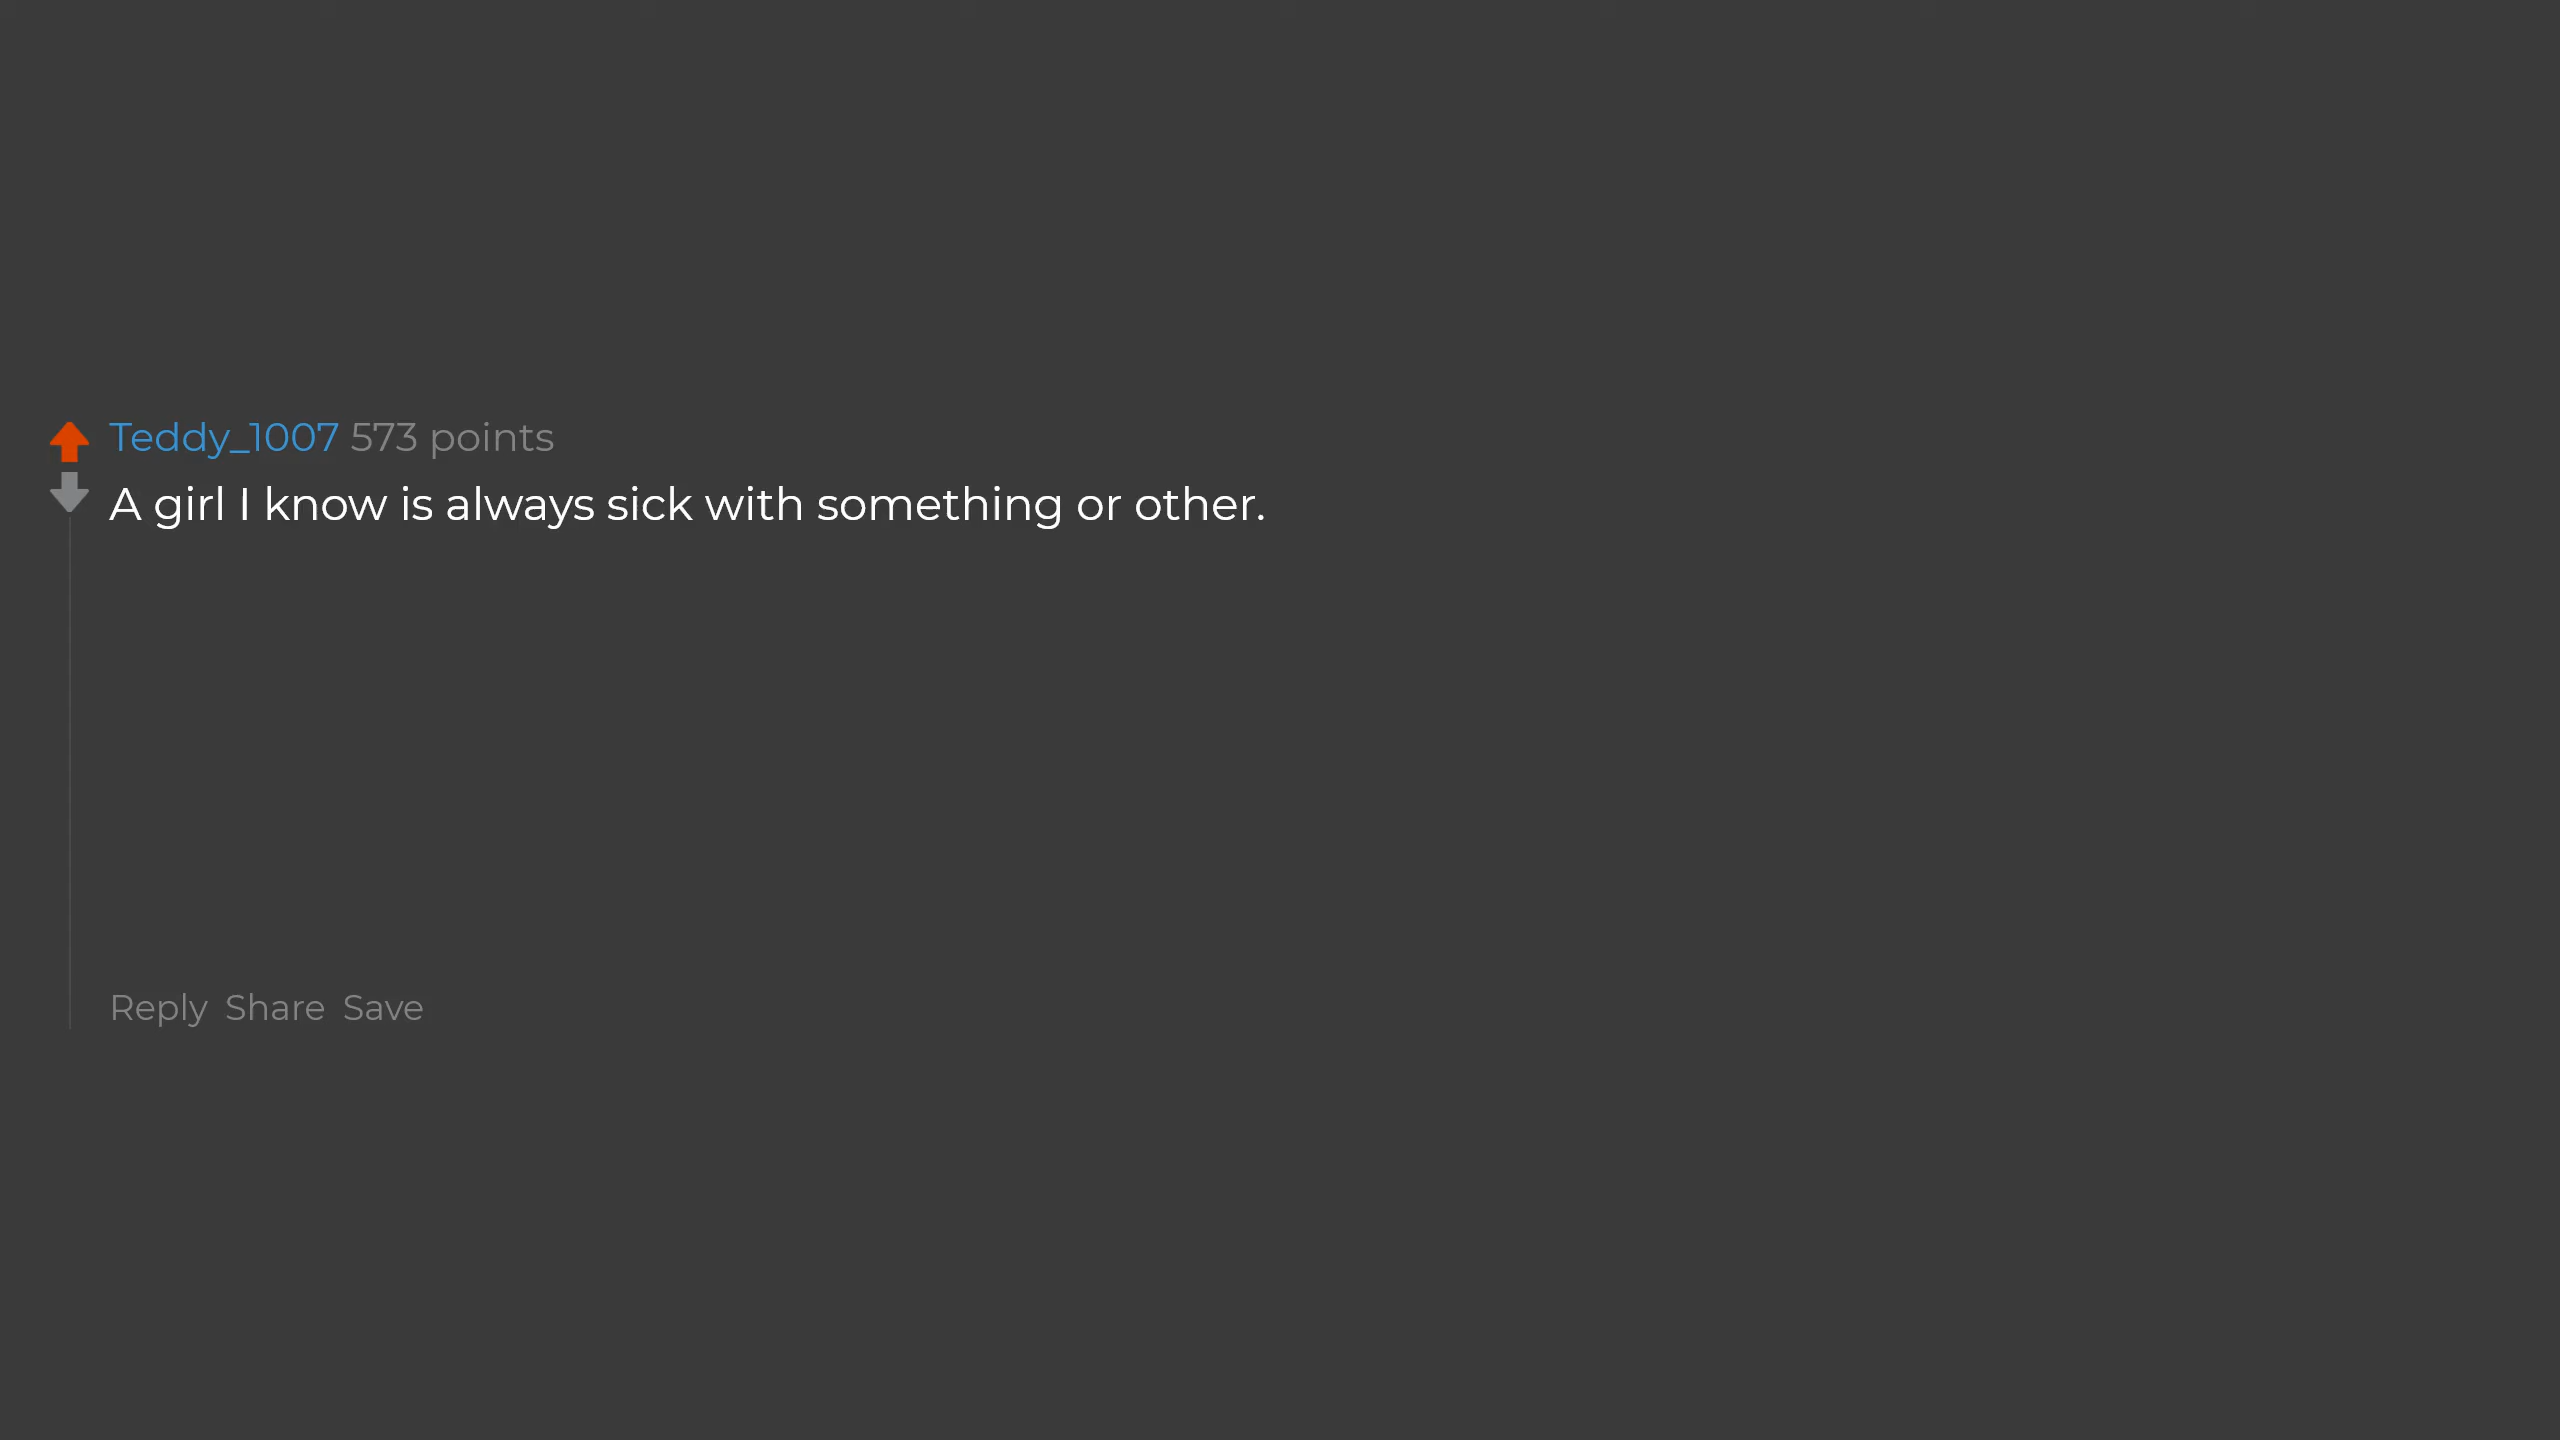 Teddy_1007 573 points
A girl I know is always sick with something or other.
Reply Share Save